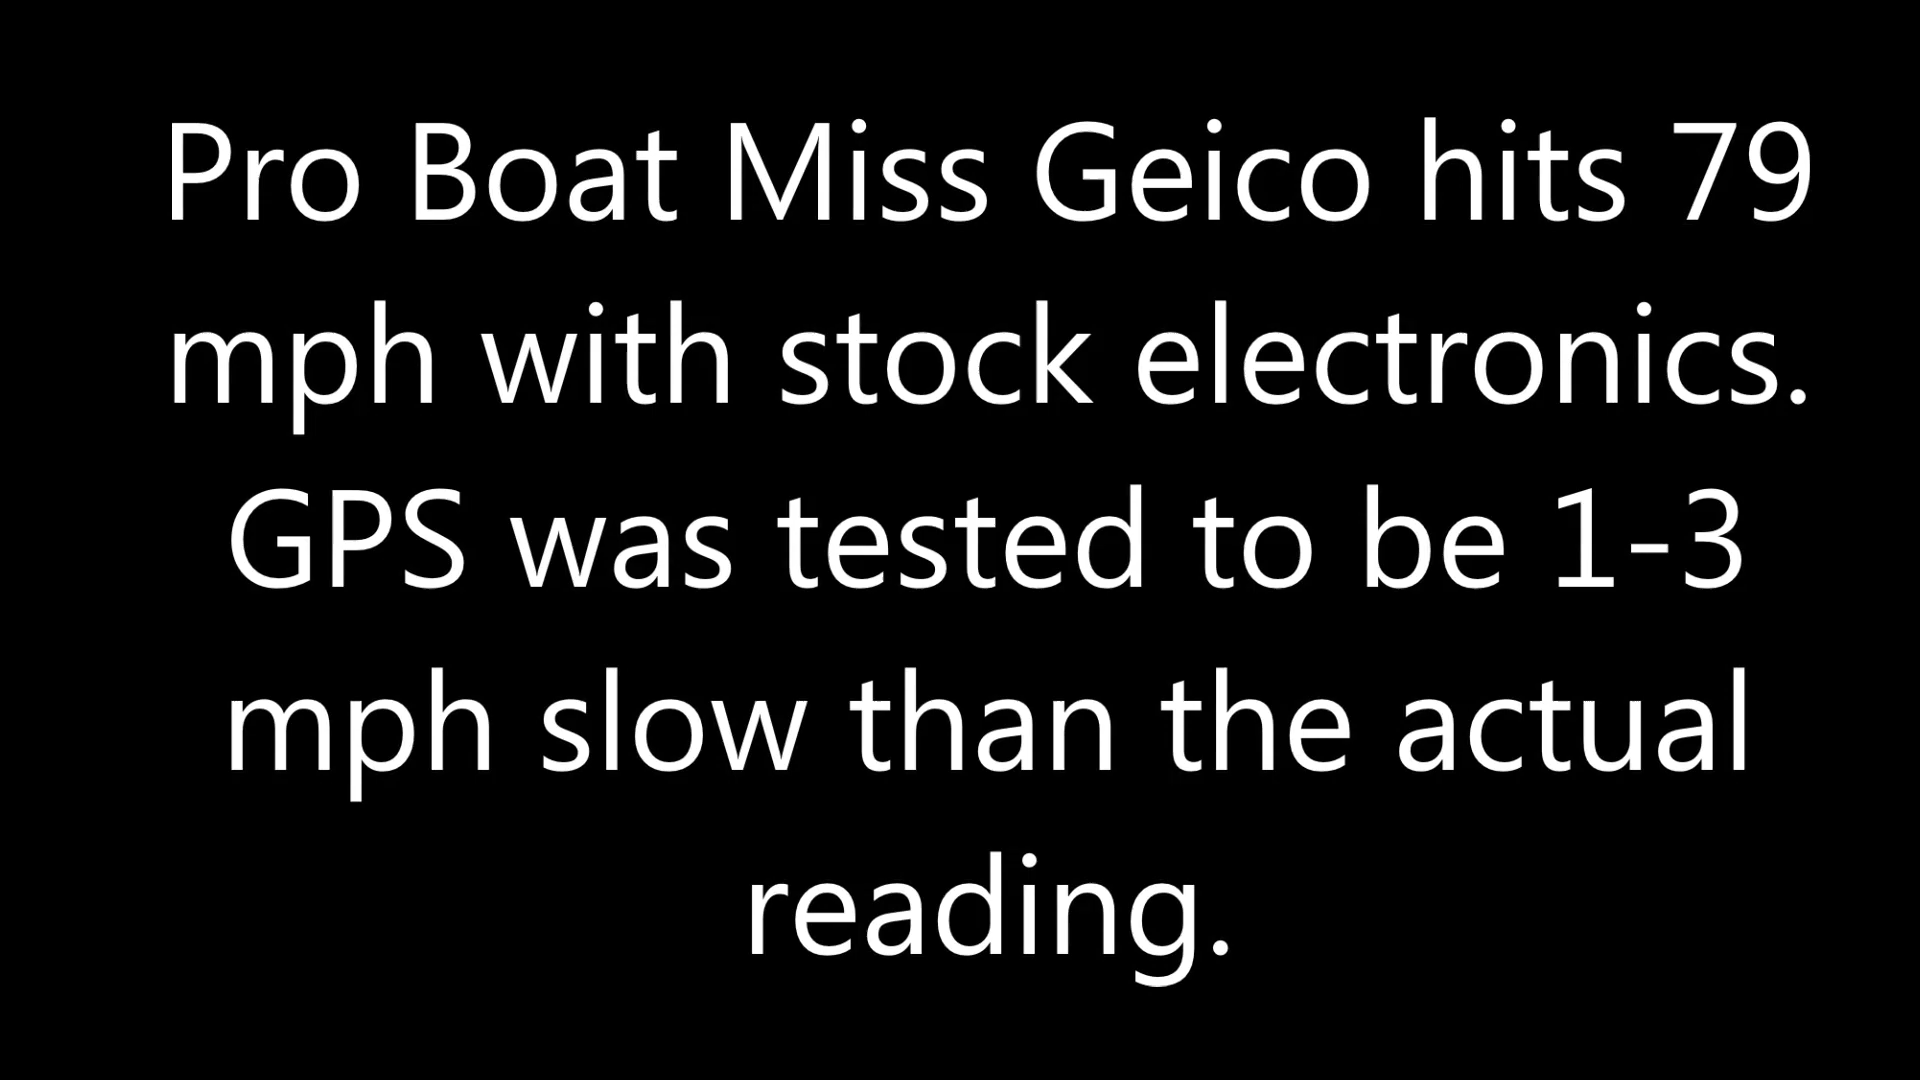 Pro Boat Miss Geico hits 79
mph with stock electronics.
GPS was tested to be 1-3
mph slow than the actual
reading.